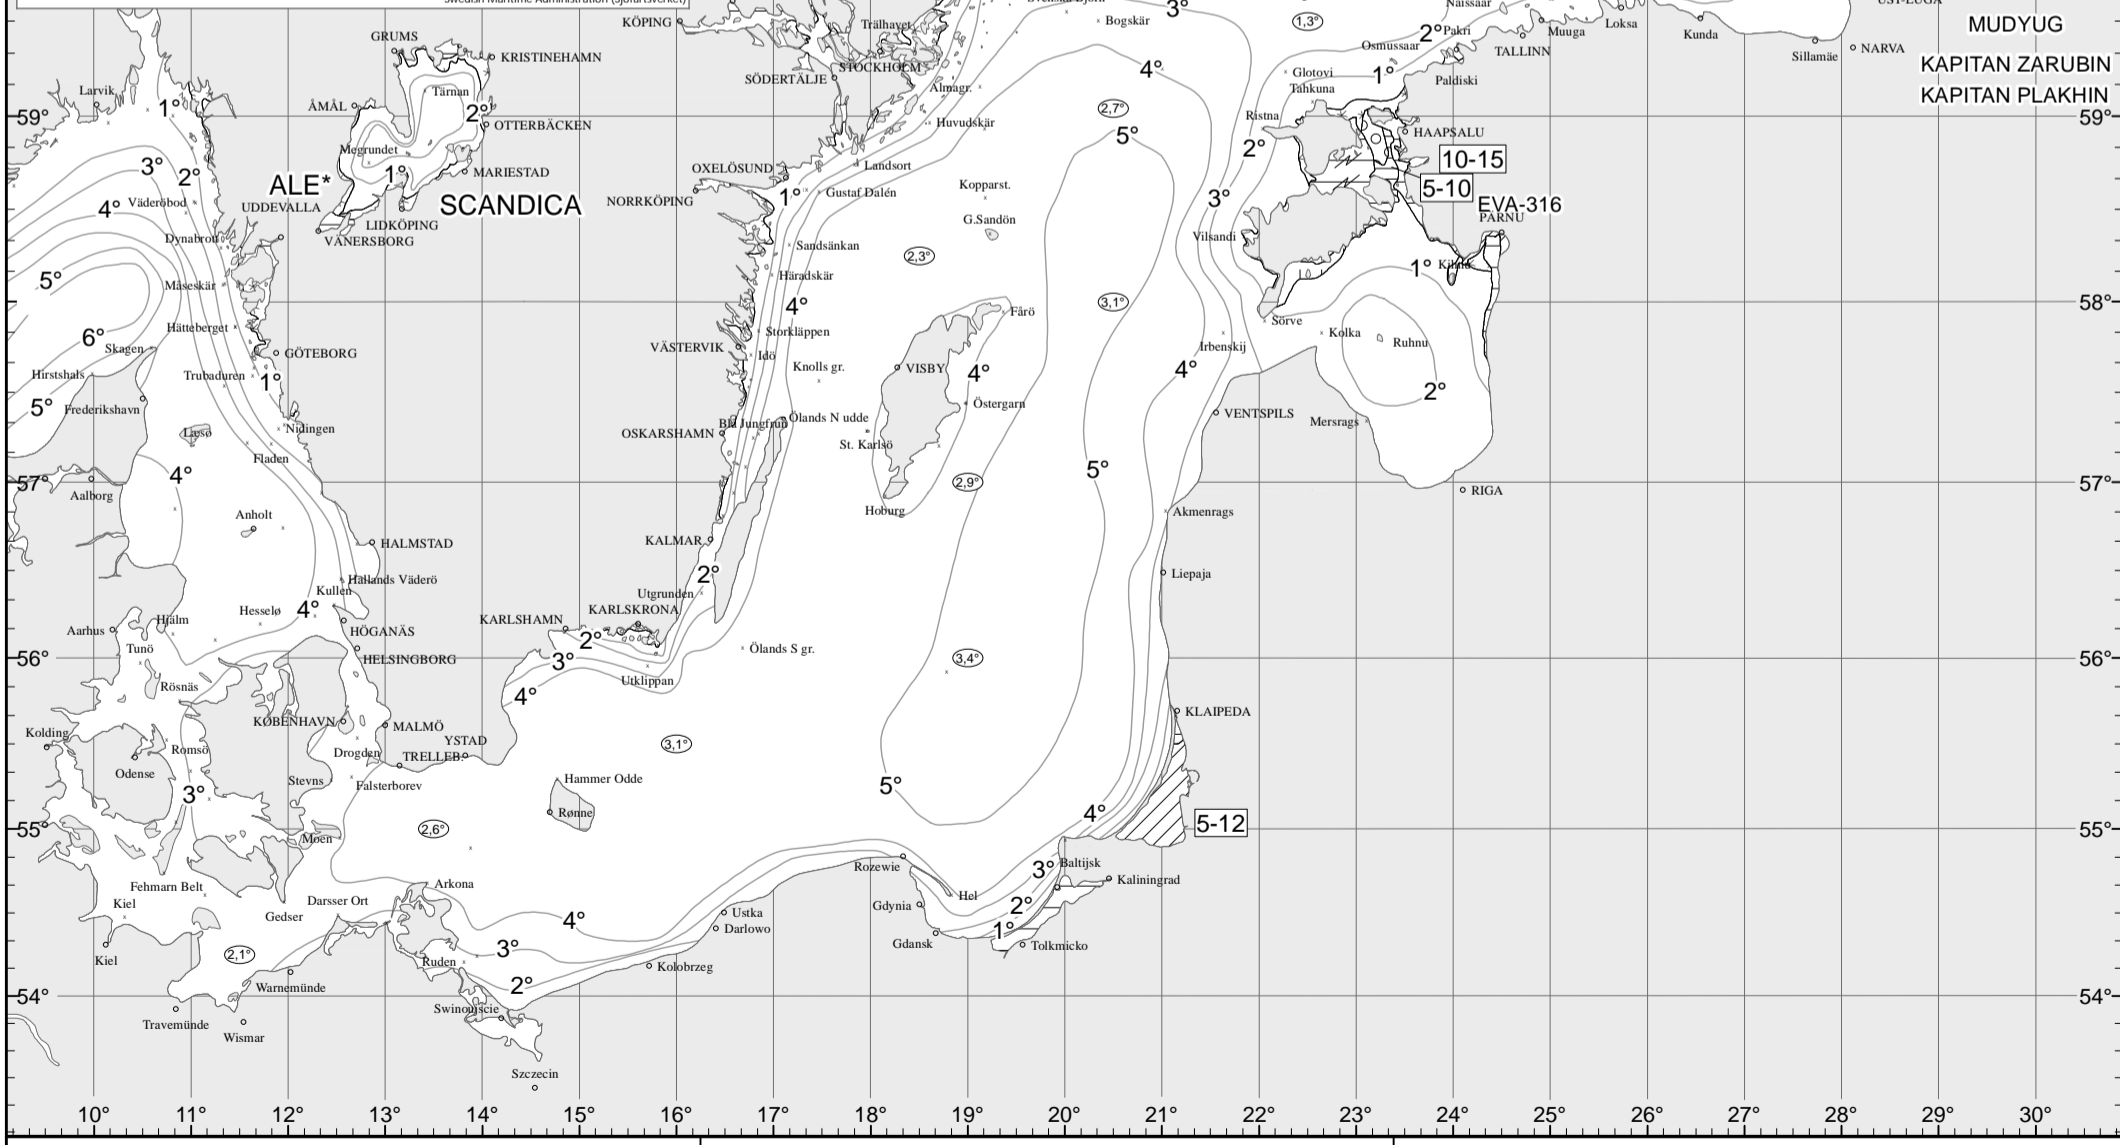 Swedish Maritime Administration (Sjöfartsverket)
KÖPING
Trälhavet
Bogskär
3°
1,3°
Naissaar
Loksa
UST-LUGA
MUDYUG
GRUMS
KRISTINEHAMN
2° Pakri
Muuga
Kunda
Osmussaar
TALLINN
Sillamäe
NARVA
SÖDERTÄLJE
STOCKHOLM
4°
Glotovi
1°
Paldiski
KAPITAN ZARUBIN
Larvik
Tärnan
Almagr.
Tahkuna
KAPITAN PLAKHIN
1°
ÅMÅL
2°
2,7°
59°
OTTERBÄCKEN
Huvudskär
5°
Ristna
HAAPSALU
59°
3°
2°
Megrundet
1°
MARIESTAD
OXELÖSUND
Landsort
2°
10-15
ALE*
SCANDICA
NORRKÖPING
1°
Gustaf Dalén
Kopparst.
3°
5-10
EVA-316
4°
Väderöbod
UDDEVALLA
LIDKÖPING
G.Sandön
PÄRNU
Dynabrott
VÄNERSBORG
Sandsänkan
2,3°
Vilsandi
5°
Måseskär
Häradskär
1°
Kihnu
4°
3,1°
58°
58°
Fårö
Sörve
6°
Hätteberget
Storkläppen
Kolka
Ruhnu
Skagen
GÖTEBORG
VÄSTERVIK
Idö
Irbenskij
Hirstshals
Trubaduren
1°
Knolls gr.
VISBY
4°
4°
5°
Frederikshavn
Östergarn
2°
Læsø
Nidingen
OSKARSHAMN
Blå Jungfrun
Ölands N udde
St. Karlsö
VENTSPILS
Mersrags
Fladen
4°
5°
57°
Aalborg
2,9°
RIGA
57°
Anholt
Hoburg
Akmenrags
HALMSTAD
KALMAR
Hallands Väderö
2°
Liepaja
Kullen
Utgrunden
Hjälm
Hesselø
4°
KARLSHAMN
KARLSKRONA
Aarhus
HÖGANÄS
2°
Tunö
HELSINGBORG
3°
Ölands S gr.
3,4°
56°
56°
Rösnäs
4°
Utklippan
KØBENHAVN
MALMÖ
KLAIPEDA
Kolding
Romsö
Drogden
YSTAD
3,1°
TRELLEB.
Odense
Stevns
Falsterborev
Hammer Odde
5°
3°
Rønne
4°
5-12
55°
Moen
2,6°
55°
Rozewie
3°
Baltijsk
Fehmarn Belt
Arkona
Kaliningrad
Kiel
Gedser
Darsser Ort
4°
Ustka
Gdynia
Hel
2°
Darlowo
1°
Kiel
2,1°
3°
Gdansk
Tolkmicko
Ruden
Kolobrzeg
Warnemünde
2°
54°
54°
Travemünde
Swinoujscie
Wismar
Szczecin
10° 11° 12° 13° 14° 15° 16° 17° 18° 19° 20° 21° 22° 23° 24° 25° 26° 27° 28° 29° 30°